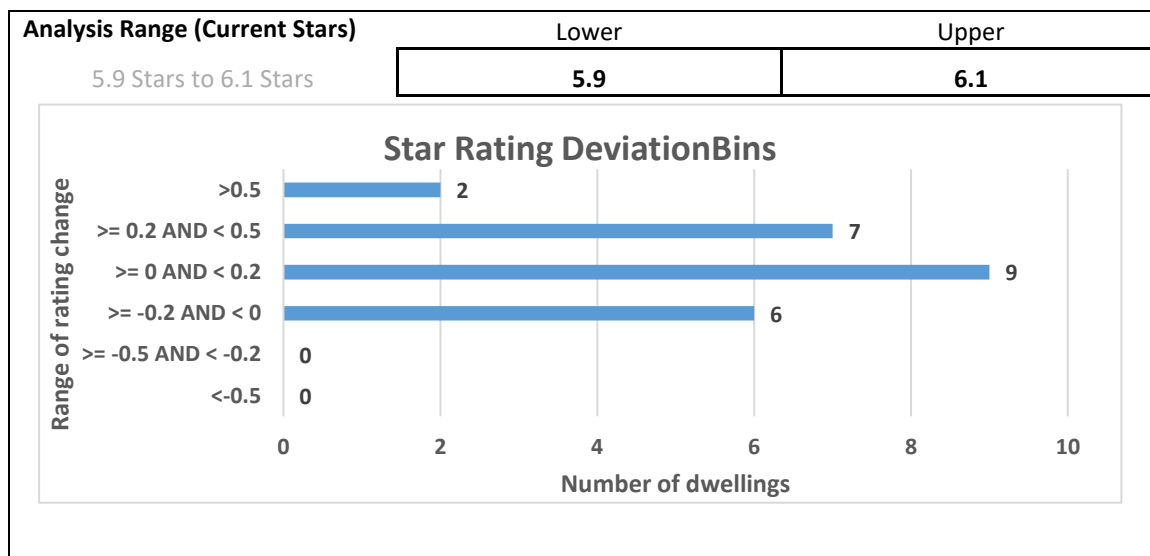 Analysis Range (Current Stars) Lower Upper
5.9 Stars to 6.1 Stars 5.9 6.1
Star Rating DeviationBins
Range of rating change
>0.5 2
>= 0.2 AND < 0.5 7
>= 0 AND < 0.2 9
>= -0.2 AND < 0 6
>= -0.5 AND < -0.2 0
<-0.5 0
0 2 4 6 8 10
Number of dwellings